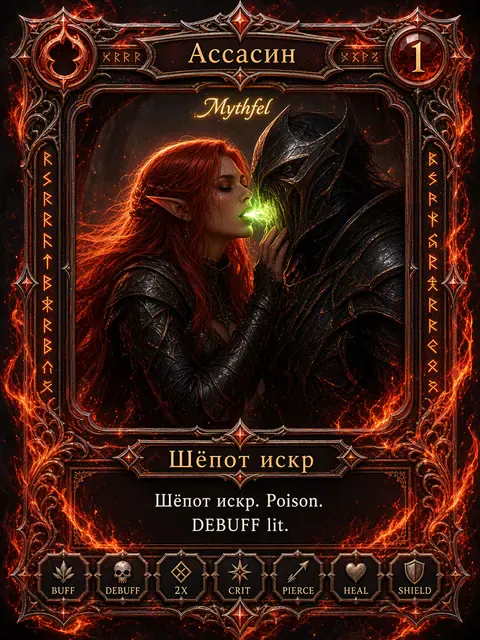 Ассасин
1
Mythfel
Шёпот искр
Шёпот искр. Poison.
DEBUFF lit.
BUFF DEBUFF 2X CRIT PIERCE HEAL SHIELD